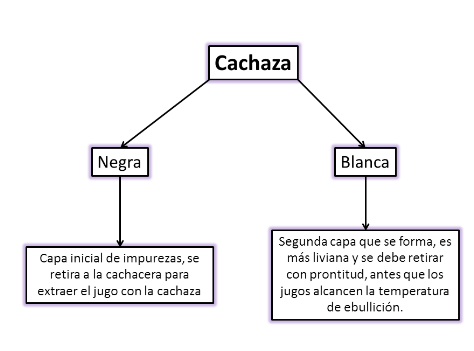 Cachaza
Negra
Blanca
Capa inicial de impurezas, se
retira a la cachacera para
extraer el jugo con la cachaza
Segunda capa que se forma, es
más liviana y se debe retirar
con prontitud, antes que los
jugos alcancen la temperatura
de ebullición.